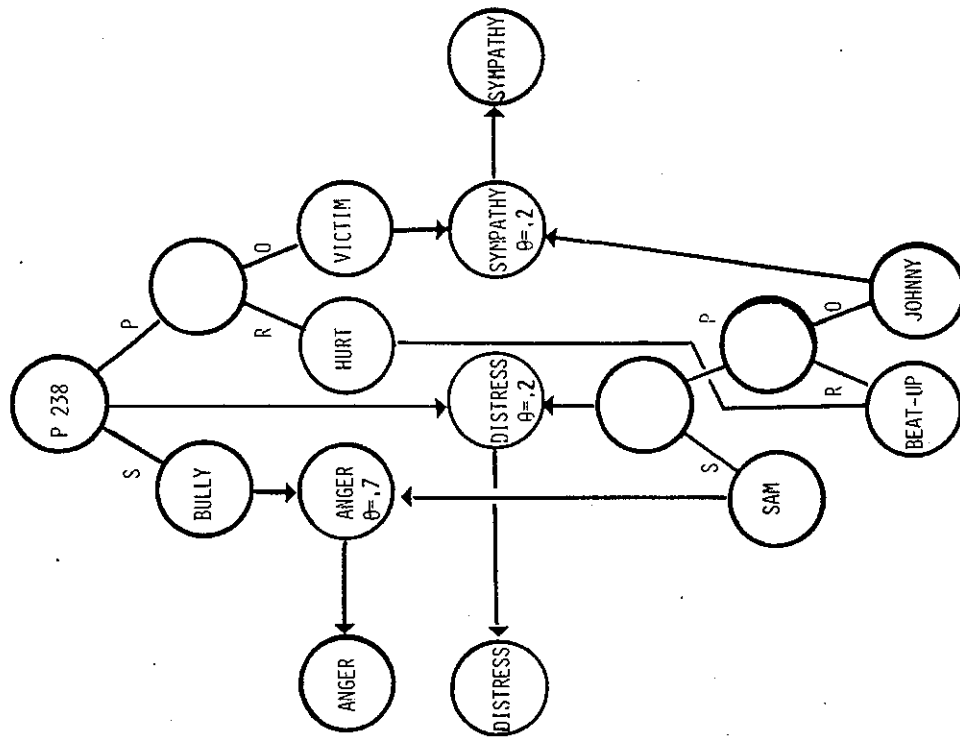 P 238
P
S
O
R
BULLY
VICTIM
HURT
ANGER
θ=.7
DISTRESS
θ=.2
SYMPATHY
θ=.2
SYMPATHY
ANGER
DISTRESS
P
S
O
R
SAM
BEAT-UP
JOHNNY